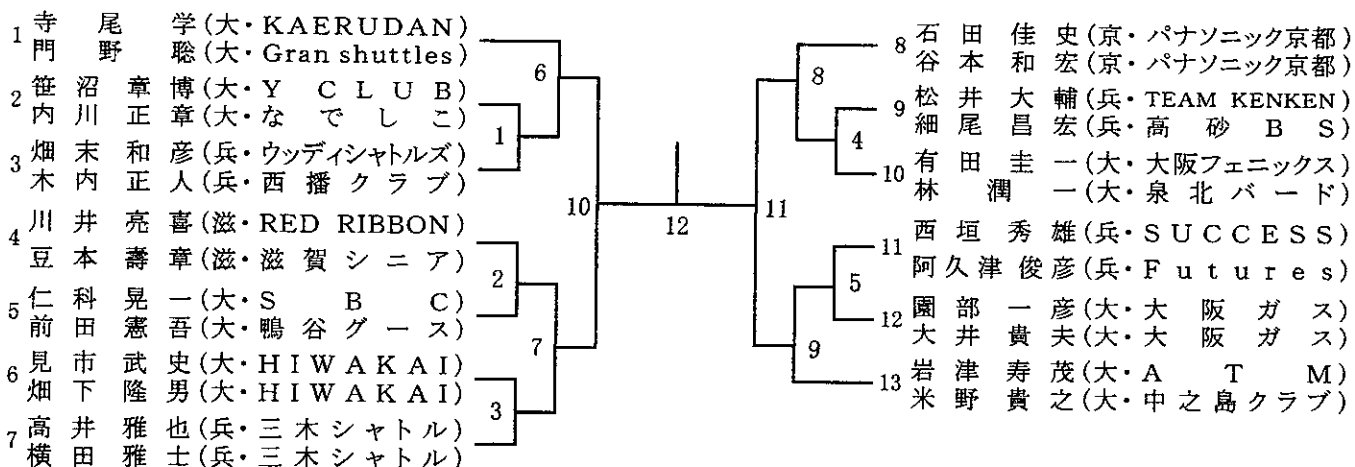 1 寺尾 学(大・KAERUDAN)
門野 聡(大・Gran shuttles)
2 笹沼章博(大・Y CLUB)
内川正章(大・なでしこ)
3 畑末和彦(兵・ウッディシャトルズ)
木内正人(兵・西播クラブ)
4 川井亮喜(滋・RED RIBBON)
豆本壽章(滋・滋賀シニア)
5 仁科晃一(大・SBC)
前田憲吾(大・鴨谷グース)
6 見市武史(大・HIWAKAI)
畑下隆男(大・HIWAKAI)
7 高井雅也(兵・三木シャトル)
横田雅士(兵・三木シャトル)
6
1
10
2
7
3
12
11
8
4
5
9
8 石田佳史(京・パナソニック京都)
谷本和宏(京・パナソニック京都)
9 松井大輔(兵・TEAM KENKEN)
細尾昌宏(兵・高砂BS)
10 有田圭一(大・大阪フェニックス)
林 潤一(大・泉北バード)
11 西垣秀雄(兵・SUCCESS)
阿久津俊彦(兵・Futures)
12 園部一彦(大・大阪ガス)
大井貴夫(大・大阪ガス)
13 岩津寿茂(大・ATM)
米野貴之(大・中之島クラブ)